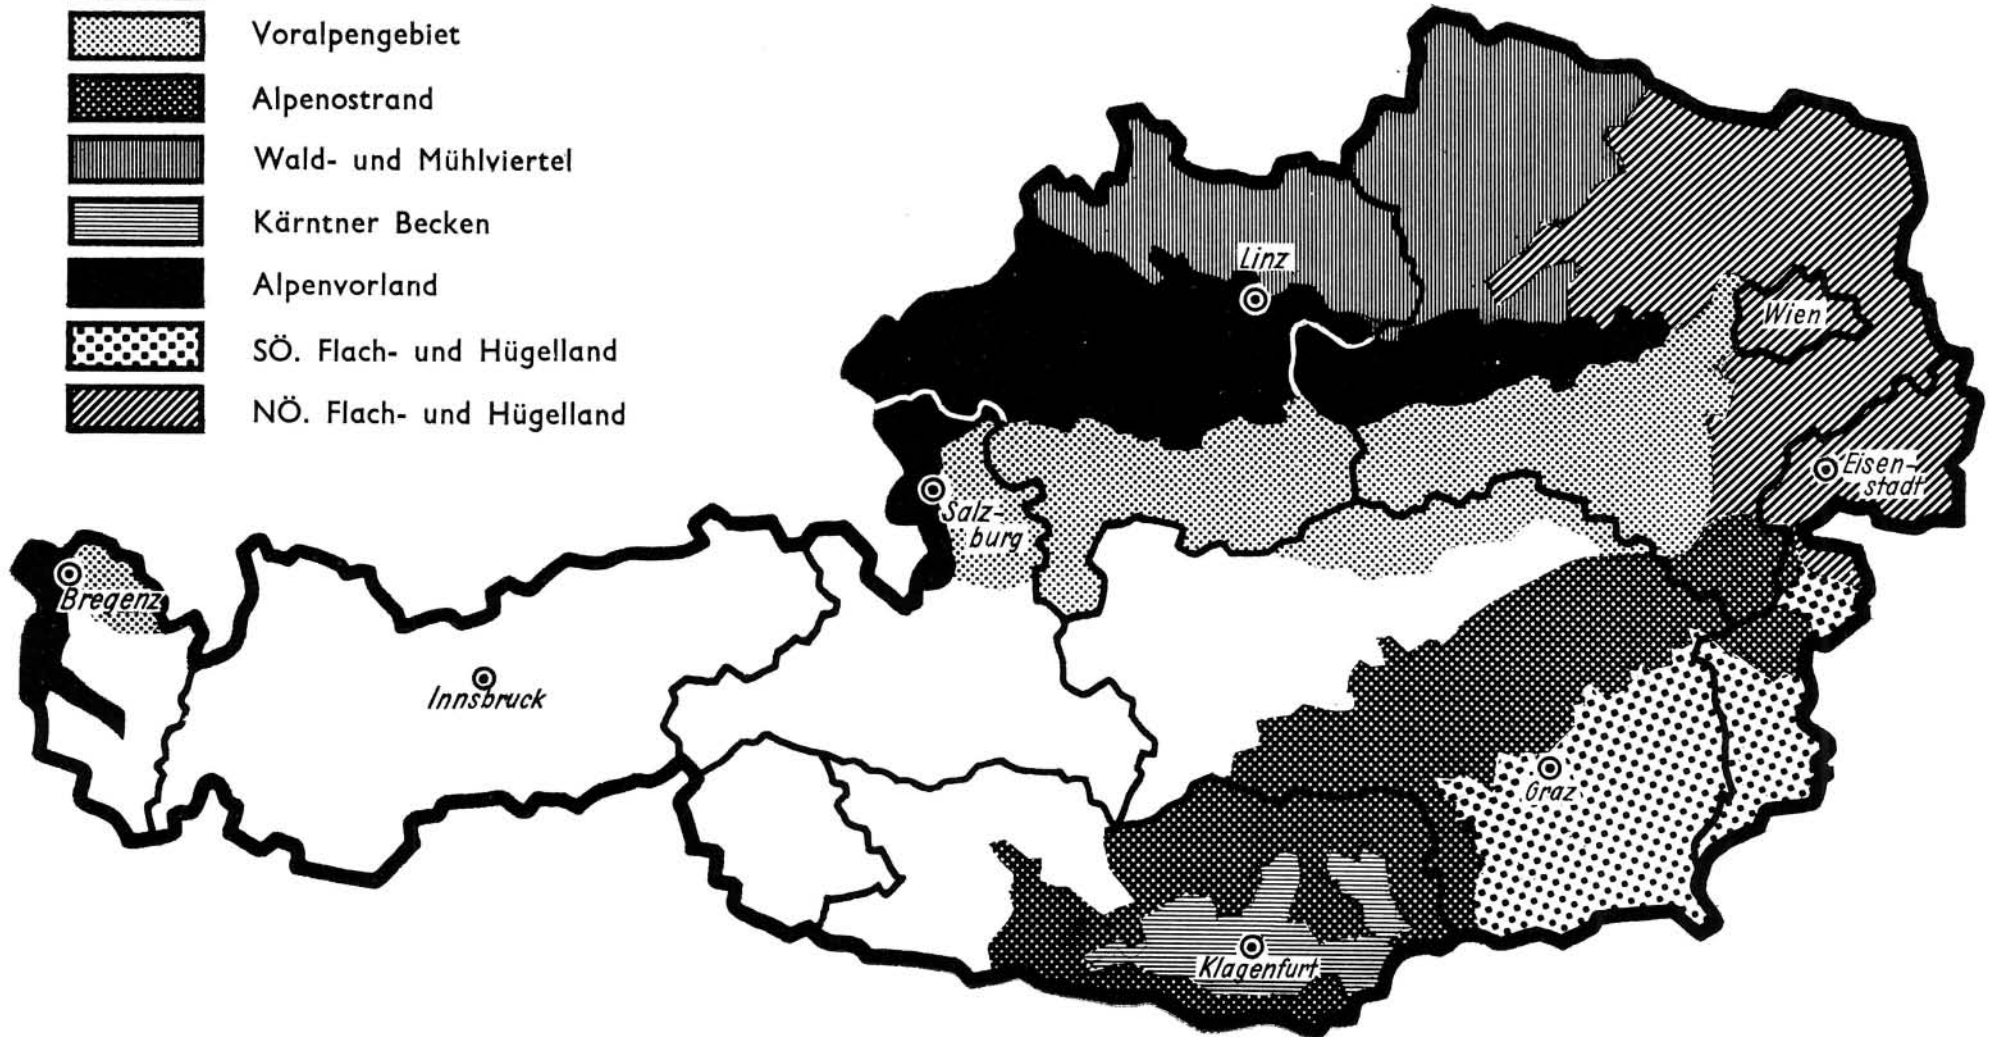 Voralpengebiet
Alpenostrand
Wald- und Mühlviertel
Kärntner Becken
Alpenvorland
SÖ. Flach- und Hügelland
NÖ. Flach- und Hügelland
Linz
Wien
Eisen-
stadt
Salz-
burg
Bregenz
Innsbruck
Graz
Klagenfurt